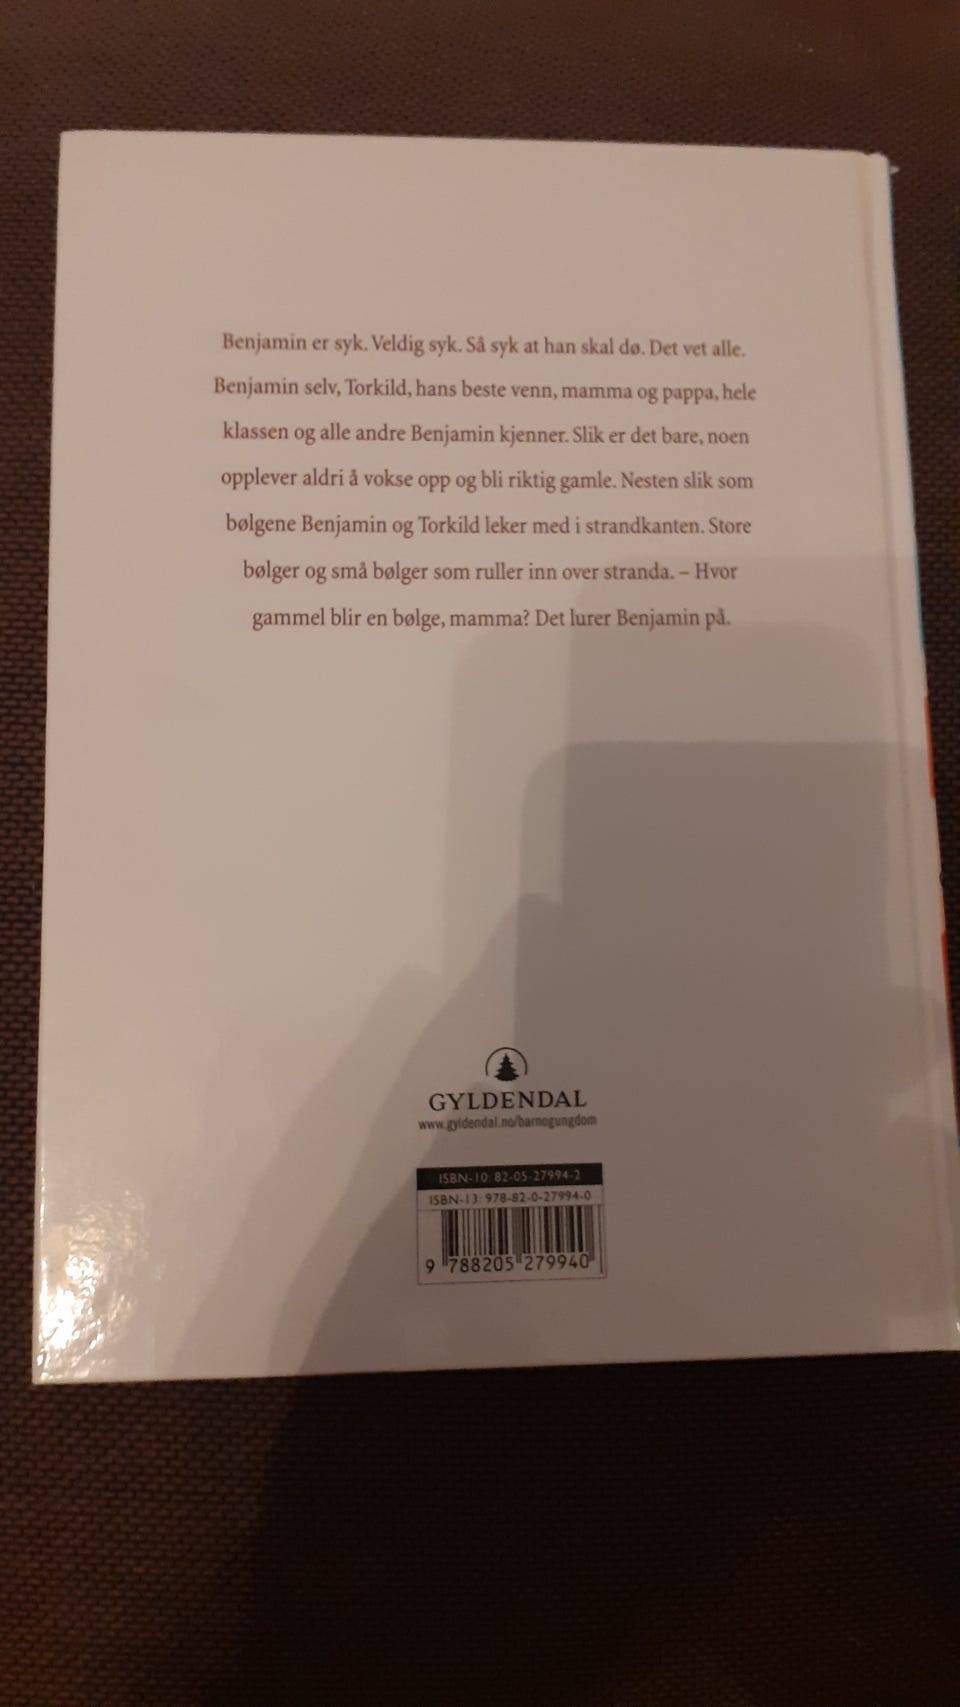 Benjamin er syk. Veldig syk. Så syk at han skal dø. Det vet alle.
Benjamin selv, Torkild, hans beste venn, mamma og pappa, hele
klassen og alle andre Benjamin kjenner. Slik er det bare, noen
opplever aldri å vokse opp og bli riktig gamle. Nesten slik som
bølgene Benjamin og Torkild leker med i strandkanten. Store
bølger og små bølger som ruller inn over stranda. – Hvor
gammel blir en bølge, mamma? Det lurer Benjamin på.
GYLDENDAL
www.gyldendal.no/barnogungdom
ISBN-10: 82-05-27994-2
ISBN-13: 978-82-0-27994-0
9 788205 279940